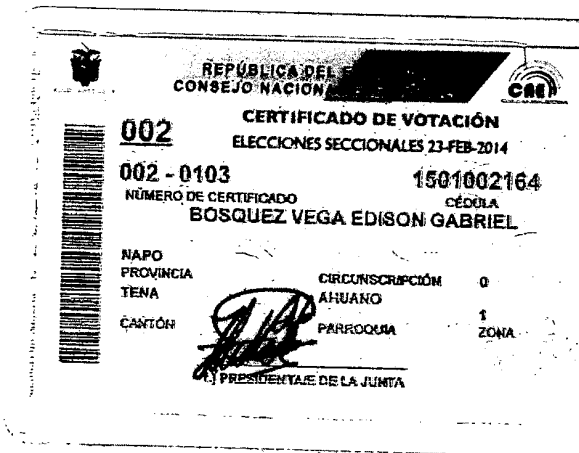 REPÚBLICA DEL
CONSEJO
CNE
CERTIFICADO DE VOTACIÓN
002
ELECCIONES SECCIONALES 23-FEB-2014
002 - 0103
1501002164
NÚMERO DE CERTIFICADO
CÉDULA
BOSQUEZ VEGA EDISON GABRIEL
NAPO
PROVINCIA
CIRCUNSCRIPCIÓN 0
TENA
AHUANO
1
CANTÓN
PARROQUIA
ZONA
PRESIDENTA/E DE LA JUNTA